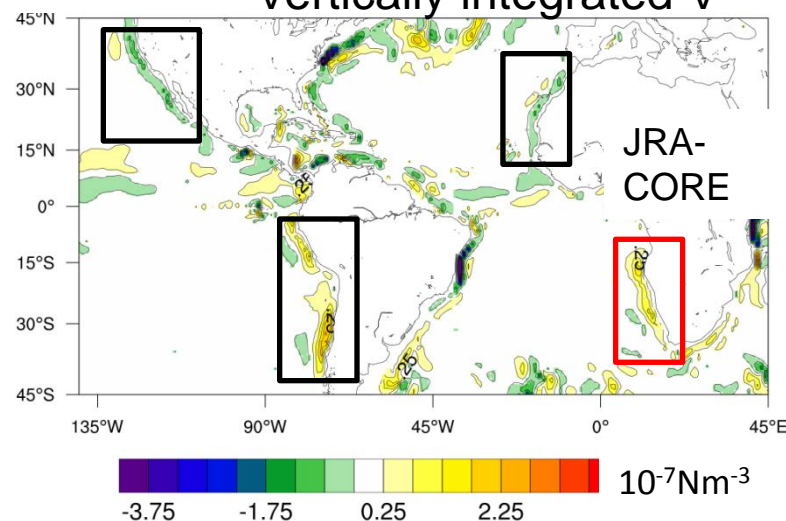 vertically integrated v
45°N
30°N
15°N
0°
15°S
30°S
45°S
JRA-
CORE
.25
.25
.25
.25
135°W 90°W 45°W 0° 45°E
-3.75 -1.75 0.25 2.25
10-7Nm-3